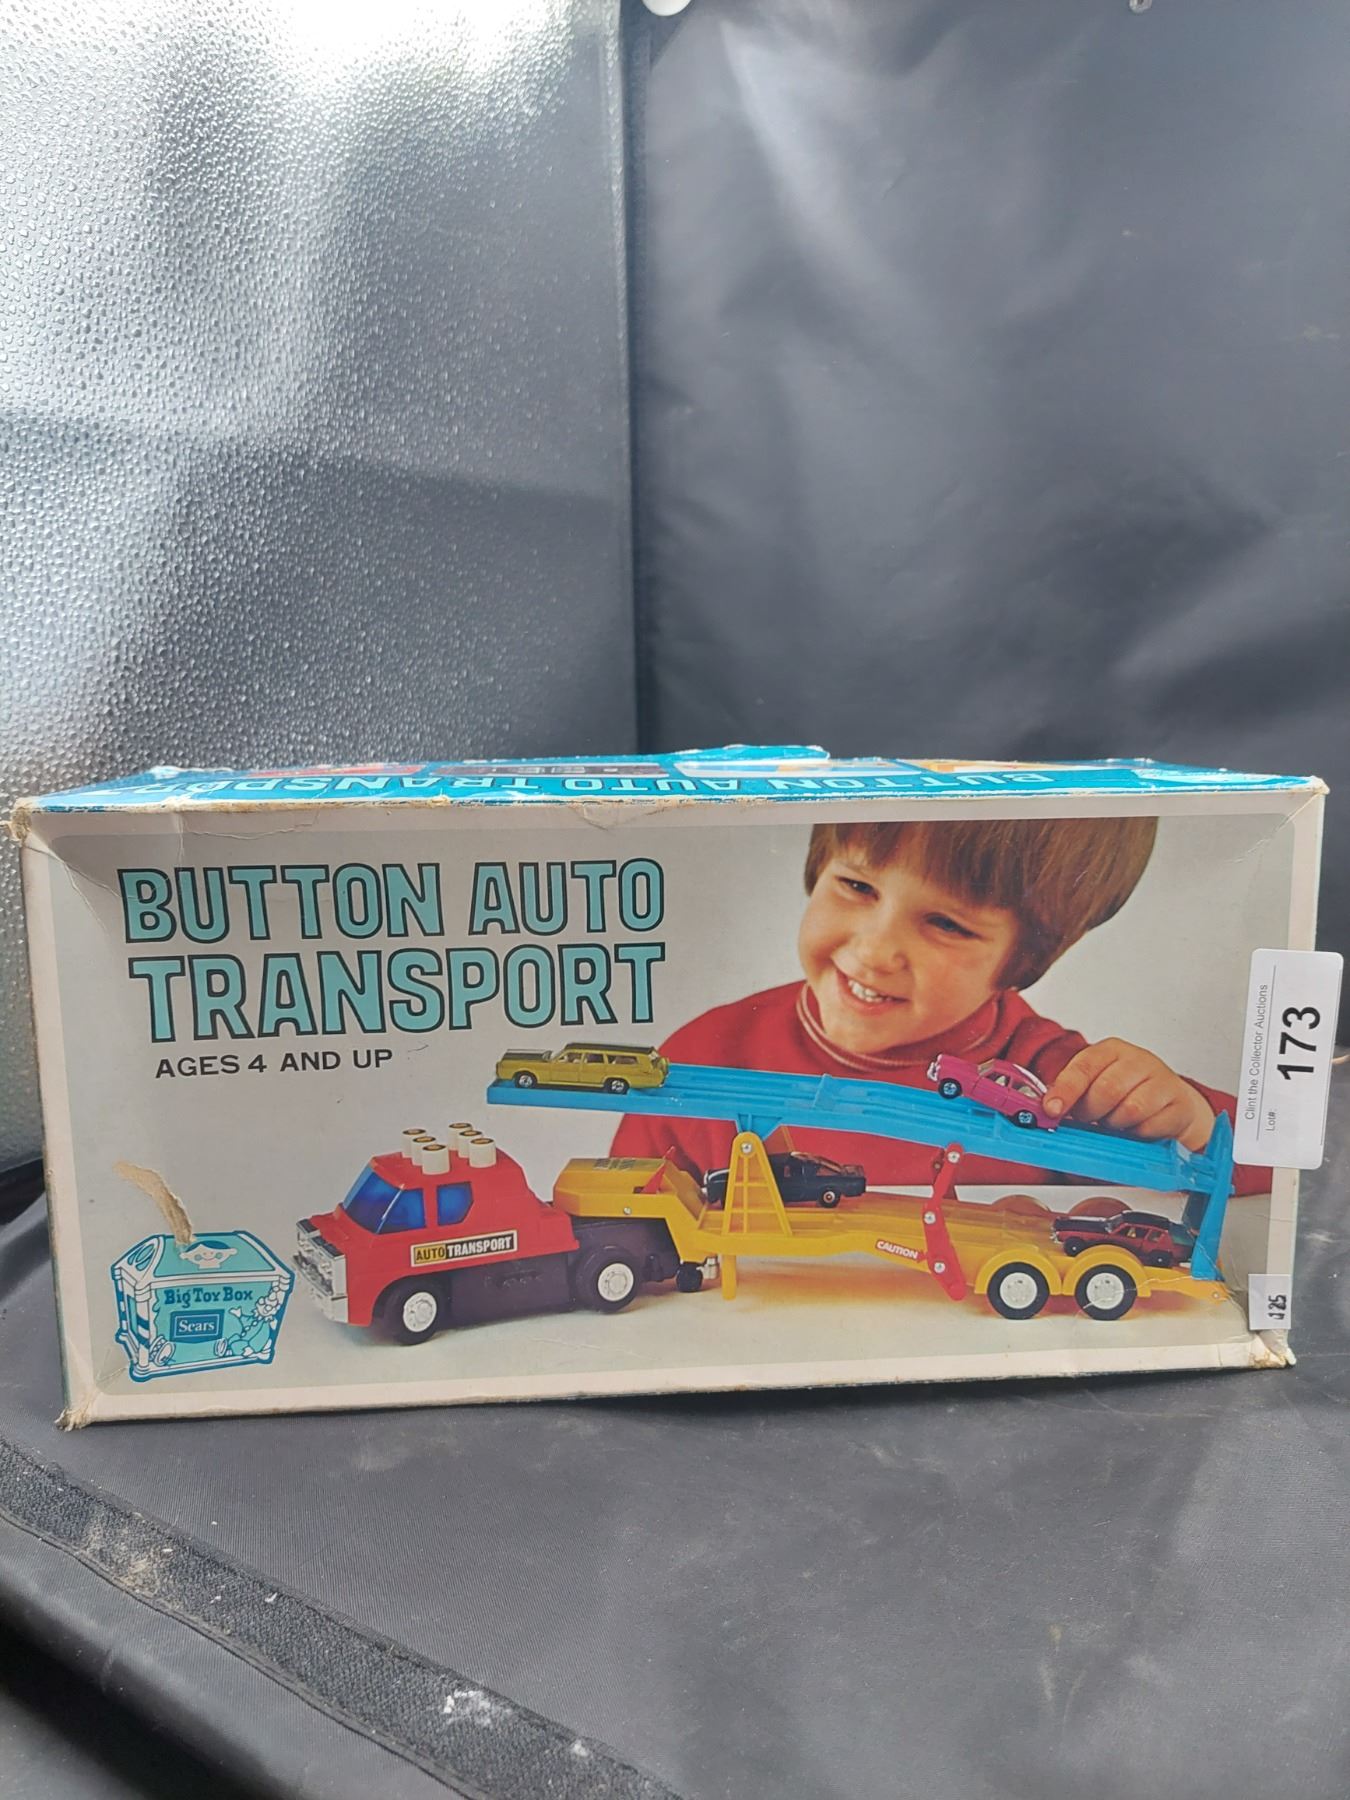 BUTTON AUTO TRANSPORT
BUTTON AUTO
TRANSPORT
AGES 4 AND UP
AUTO TRANSPORT
CAUTION
Big Toy Box
Sears
Clint the Collector Auctions
Lot#:
173
125